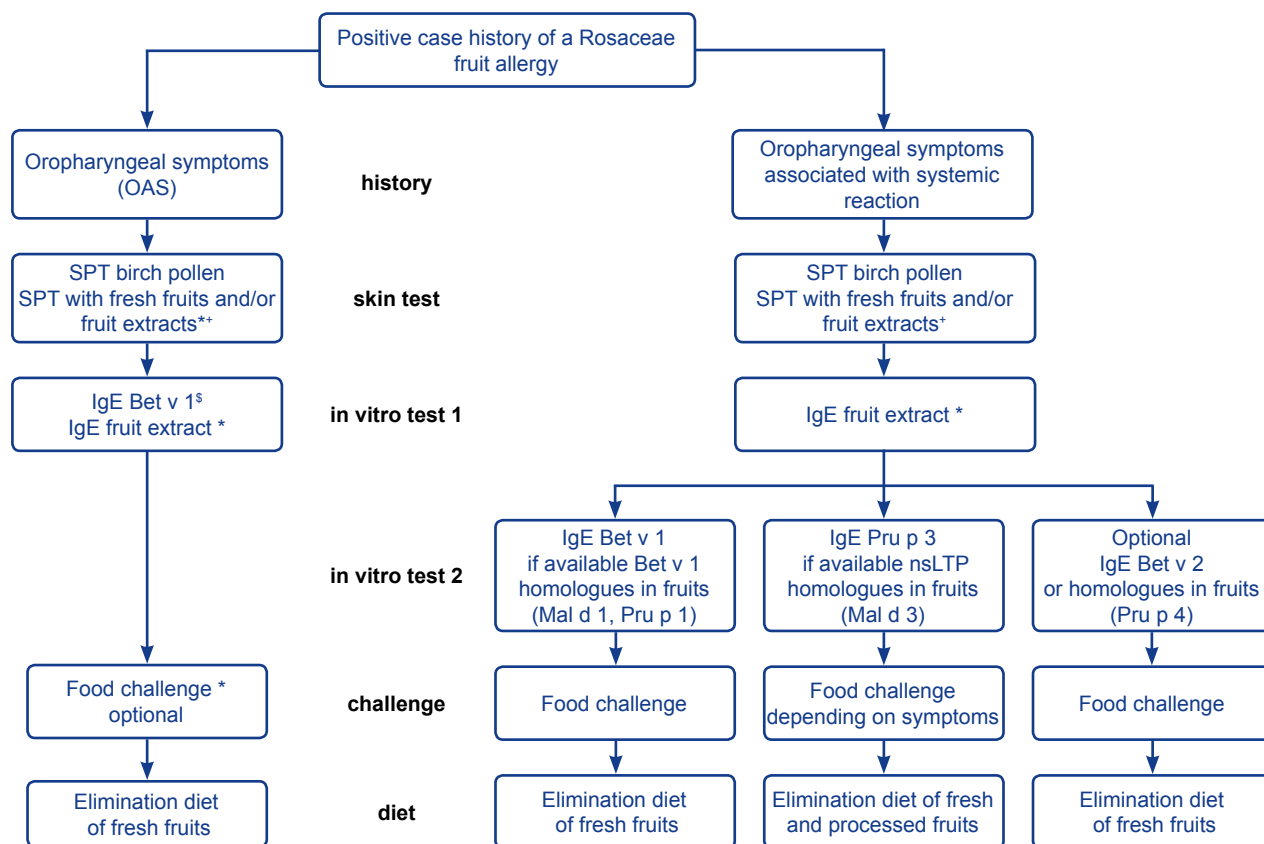 Positive case history of a Rosaceae
fruit allergy
Oropharyngeal symptoms
(OAS)
history
Oropharyngeal symptoms
associated with systemic
reaction
SPT birch pollen
SPT with fresh fruits and/or
fruit extracts*+
skin test
SPT birch pollen
SPT with fresh fruits and/or
fruit extracts+
IgE Bet v 1$
IgE fruit extract *
in vitro test 1
IgE fruit extract *
in vitro test 2
IgE Bet v 1
if available Bet v 1
homologues in fruits
(Mal d 1, Pru p 1)
IgE Pru p 3
if available nsLTP
homologues in fruits
(Mal d 3)
Optional
IgE Bet v 2
or homologues in fruits
(Pru p 4)
Food challenge *
optional
challenge
Food challenge
Food challenge
depending on symptoms
Food challenge
Elimination diet
of fresh fruits
diet
Elimination diet
of fresh fruits
Elimination diet of fresh
and processed fruits
Elimination diet
of fresh fruits